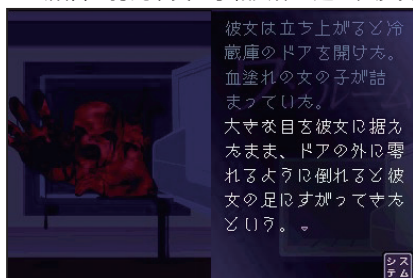 彼女は立ち上がると冷
蔵庫のドアを開けた。
血塗れの女の子が詰
まっていた。
大きな目を彼女に据え
たまま、ドアの外に零
れるように倒れると彼
女の足にすがってきた
という。
システム